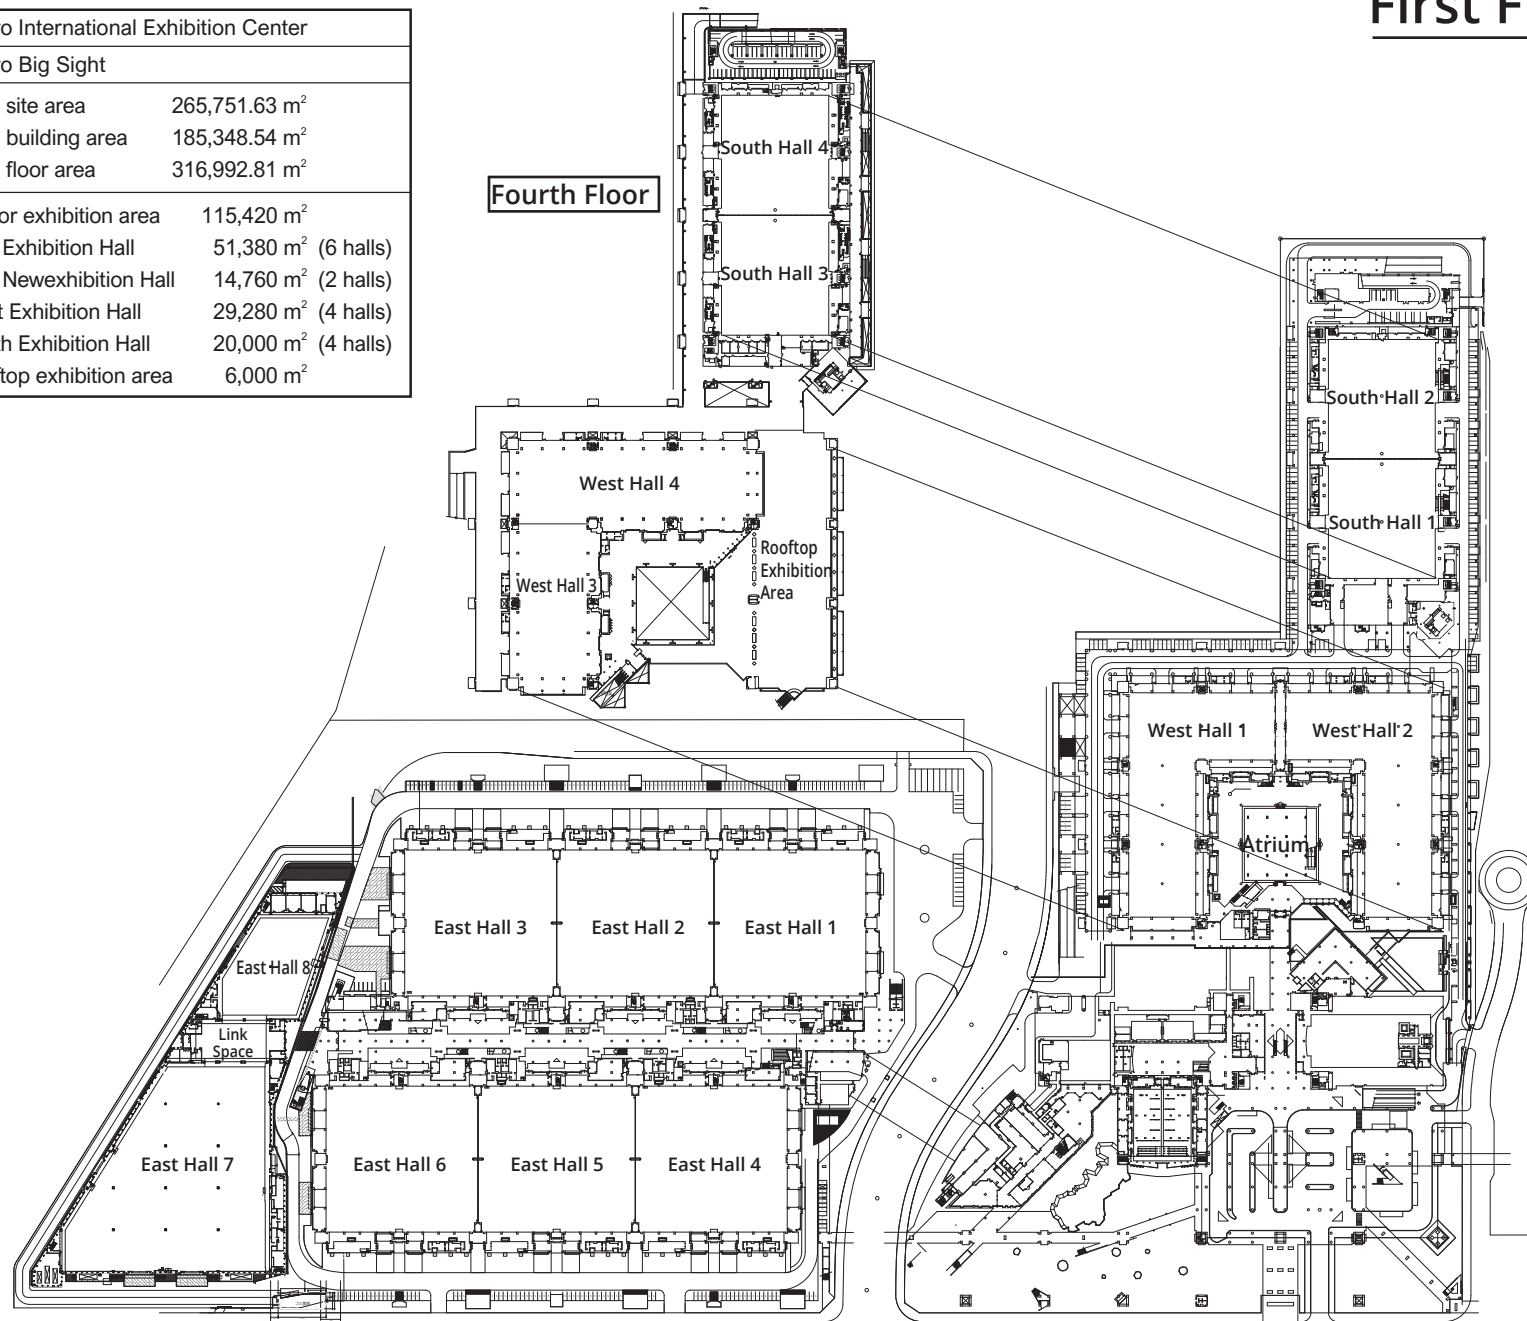 First F
ro International Exhibition Center
ro Big Sight
site area 265,751.63 m²
building area 185,348.54 m²
floor area 316,992.81 m²
or exhibition area 115,420 m²
Exhibition Hall 51,380 m² (6 halls)
Newexhibition Hall 14,760 m² (2 halls)
t Exhibition Hall 29,280 m² (4 halls)
th Exhibition Hall 20,000 m² (4 halls)
top exhibition area 6,000 m²
Fourth Floor
South Hall 4
South Hall 3
South Hall 2
South Hall 1
West Hall 4
West Hall 3
Rooftop
Exhibition
Area
West Hall 1
West Hall 2
Atrium
East Hall 3
East Hall 2
East Hall 1
East Hall 8
Link
Space
East Hall 7
East Hall 6
East Hall 5
East Hall 4